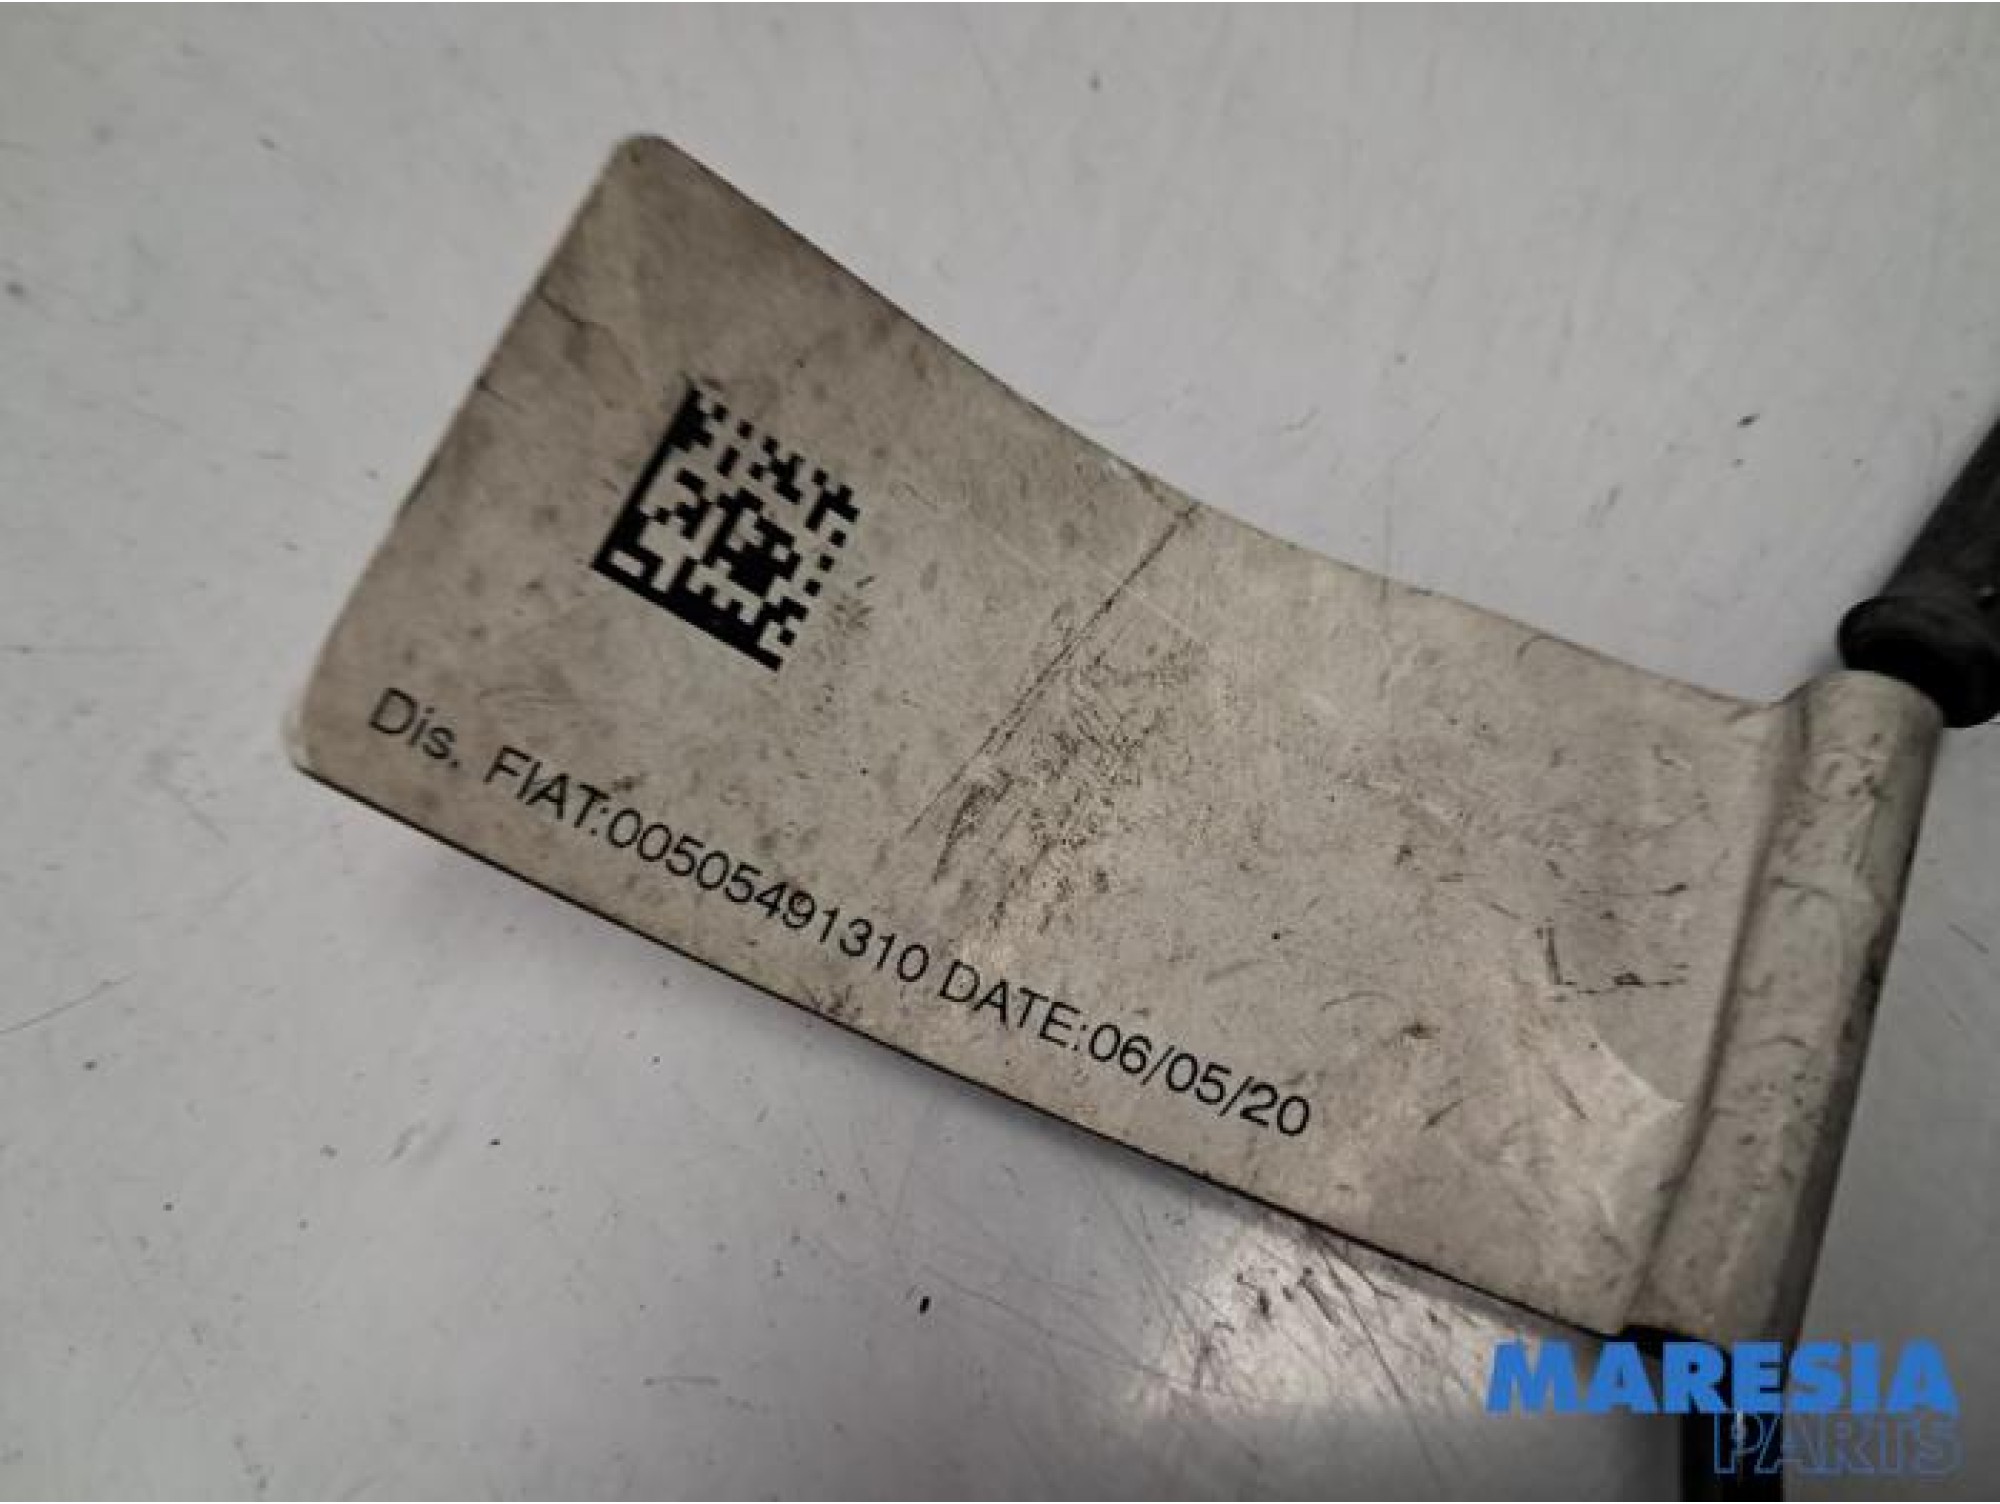 Dis. FIAT:00505491310 DATE:06/05/20
MARESIA
PARTS